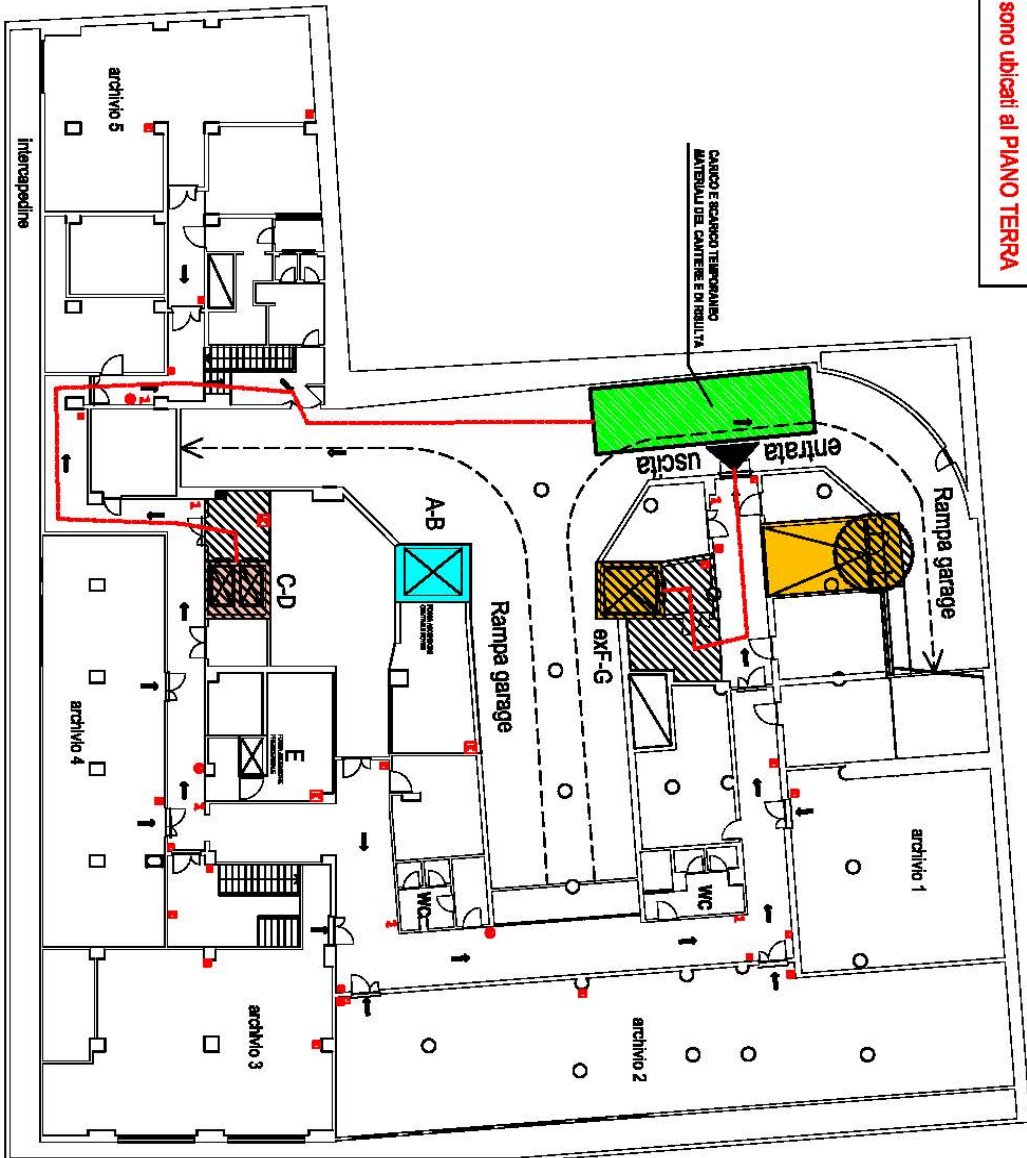 sono ubicati al PIANO TERRA
CARICO E SCARICO TEMPORANEO
MATERIALI DEL CANTIERE E DI RISULTA
archivio 5
intercapedine
entrata
uscita
Rampa garage
A-B
C-D
Rampa garage
exF-G
E
archivio 4
archivio 1
WC
WC
archivio 3
archivio 2